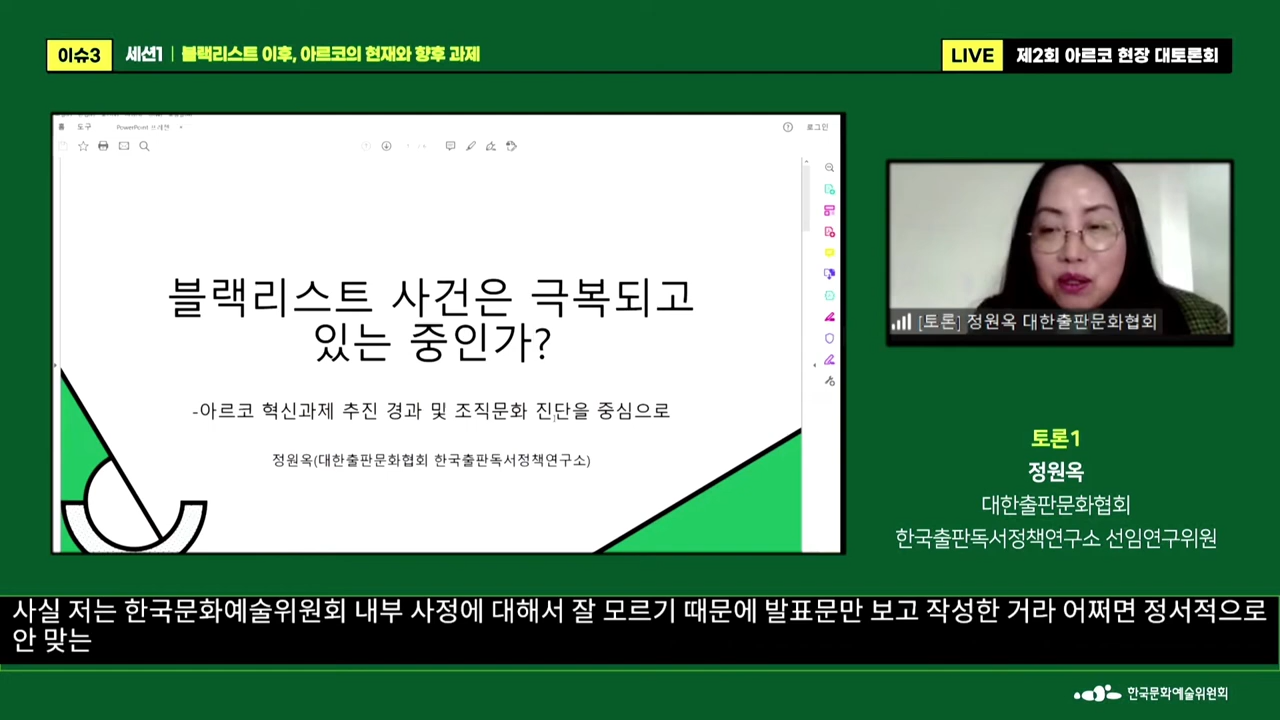 이슈3
세션1 | 블랙리스트 이후, 아르코의 현재와 향후 과제
LIVE 제2회 아르코 현장 대토론회
홈 도구 PowerPoint 프레젠
로그인
블랙리스트 사건은 극복되고
있는 중인가?
-아르코 혁신과제 추진 경과 및 조직문화 진단을 중심으로
정원옥(대한출판문화협회 한국출판독서정책연구소)
[토론] 정원옥 대한출판문화협회
토론1
정원옥
대한출판문화협회
한국출판독서정책연구소 선임연구위원
사실 저는 한국문화예술위원회 내부 사정에 대해서 잘 모르기 때문에 발표문만 보고 작성한 거라 어쩌면 정서적으로
안 맞는
한국문화예술위원회